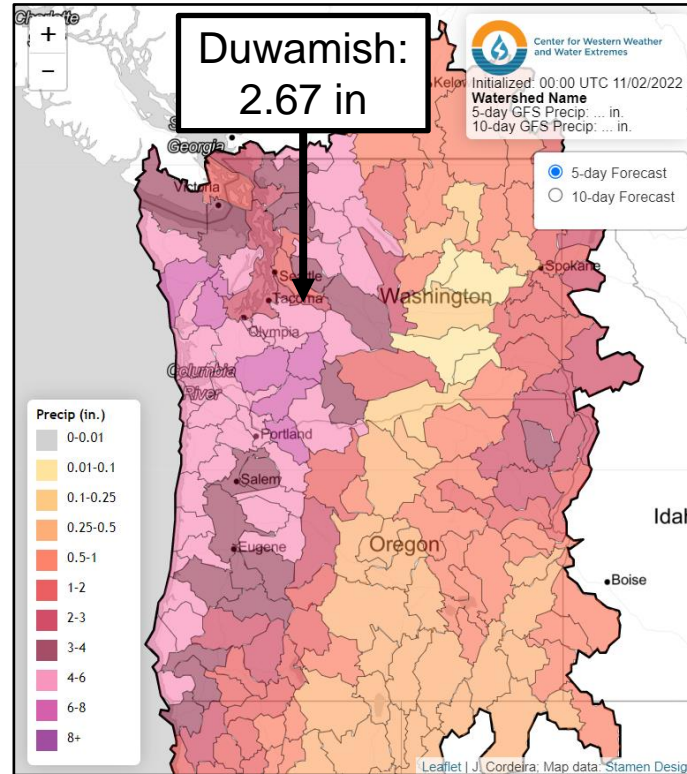 Charlotte
+
−
Duwamish:
2.67 in
Center for Western Weather
and Water Extremes
Initialized: 00:00 UTC 11/02/2022
Watershed Name
5-day GFS Precip: ... in.
10-day GFS Precip: ... in.
5-day Forecast
10-day Forecast
Georgia
Victoria
Seattle
Tacoma
Olympia
Washington
Spokane
Columbia
River
Portland
Salem
Eugene
Oregon
Idah
Boise
Precip (in.)
0-0.01
0.01-0.1
0.1-0.25
0.25-0.5
0.5-1
1-2
2-3
3-4
4-6
6-8
8+
Leaflet | J. Cordeira; Map data: Stamen Desig